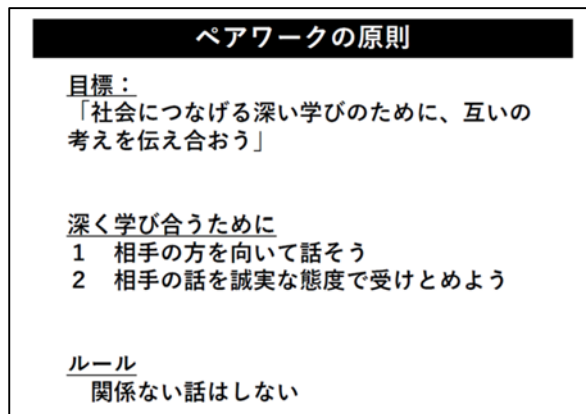 ペアワークの原則
目標：
「社会につなげる深い学びのために、互いの
考えを伝え合おう」
深く学び合うために
１　相手の方を向いて話そう
２　相手の話を誠実な態度で受けとめよう
ルール
関係ない話はしない